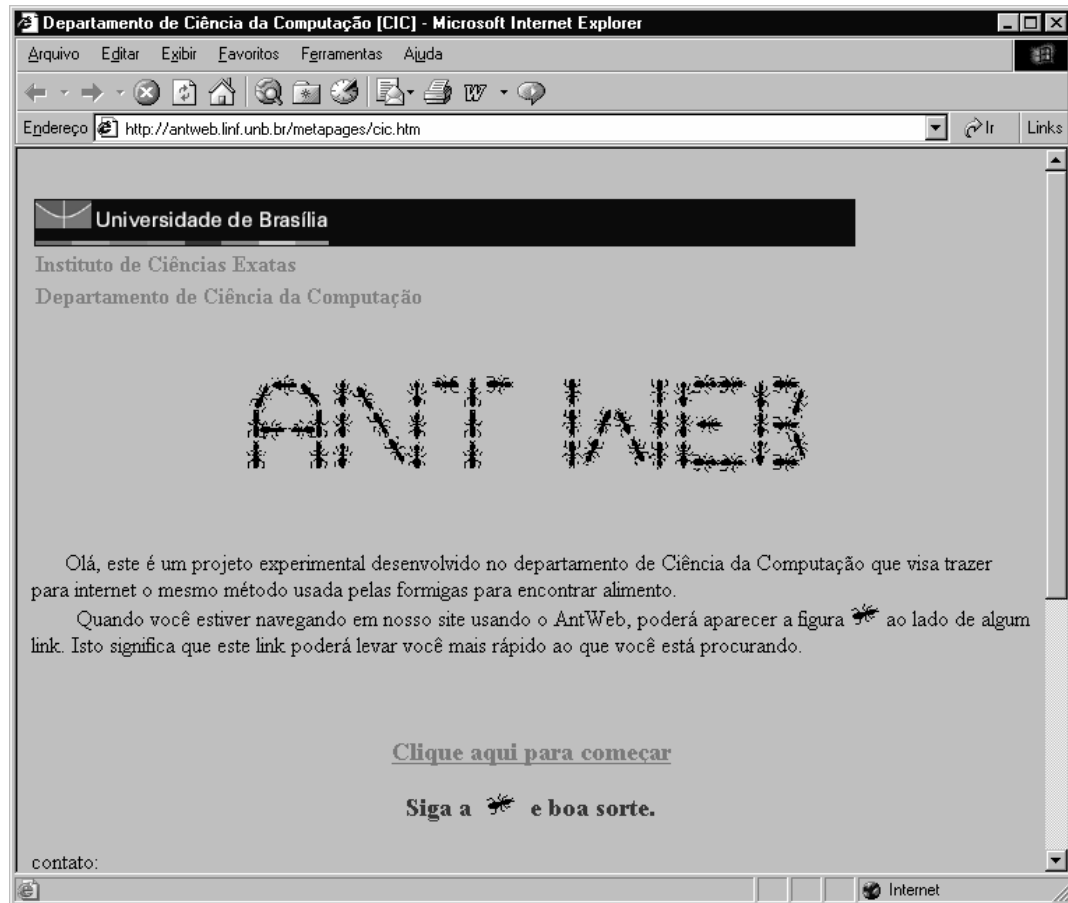 Departamento de Ciência da Computação [CIC] - Microsoft Internet Explorer
Arquivo Editar Exibir Favoritos Ferramentas Ajuda
Endereço http://antweb.linf.unb.br/metapages/cic.htm Ir Links
Universidade de Brasília
Instituto de Ciências Exatas
Departamento de Ciência da Computação
ANT WEB
Olá, este é um projeto experimental desenvolvido no departamento de Ciência da Computação que visa trazer
para internet o mesmo método usada pelas formigas para encontrar alimento.
Quando você estiver navegando em nosso site usando o AntWeb, poderá aparecer a figura ao lado de algum
link. Isto significa que este link poderá levar você mais rápido ao que você está procurando.
Clique aqui para começar
Siga a e boa sorte.
contato:
Internet